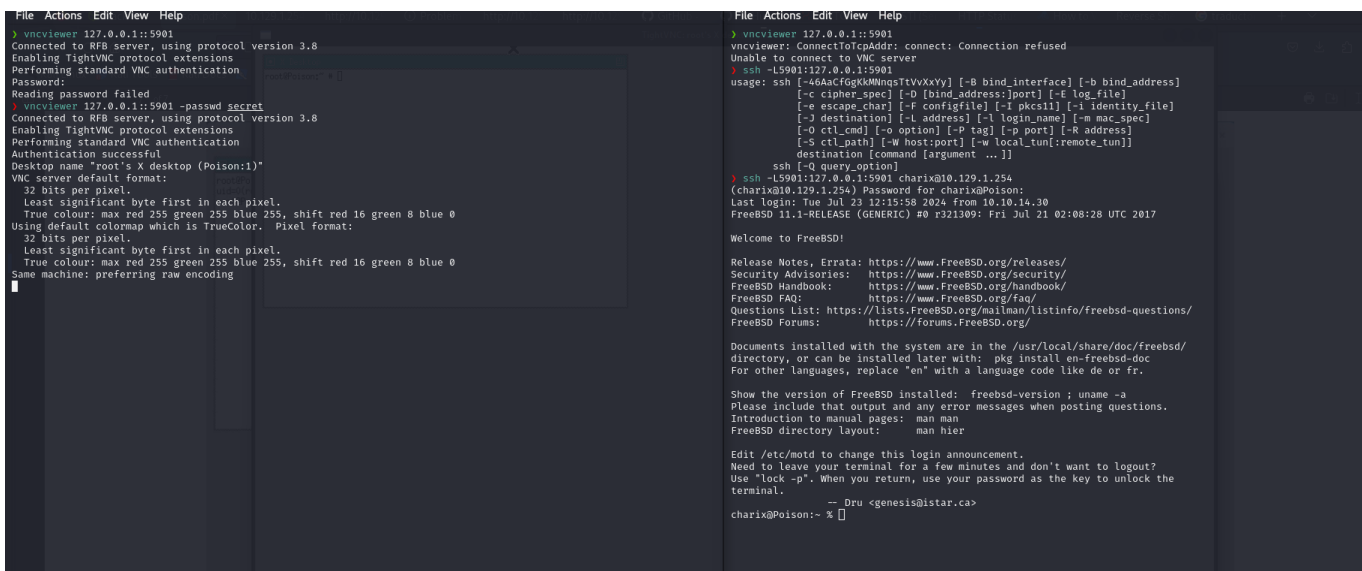 File Actions Edit View Help
❯ vncviewer 127.0.0.1::5901
Connected to RFB server, using protocol version 3.8
Enabling TightVNC protocol extensions
Performing standard VNC authentication
Password:
Reading password failed
❯ vncviewer 127.0.0.1::5901 -passwd secret
Connected to RFB server, using protocol version 3.8
Enabling TightVNC protocol extensions
Performing standard VNC authentication
Authentication successful
Desktop name "root's X desktop (Poison:1)"
VNC server default format:
32 bits per pixel.
Least significant byte first in each pixel.
True colour: max red 255 green 255 blue 255, shift red 16 green 8 blue 0
Using default colormap which is TrueColor. Pixel format:
32 bits per pixel.
Least significant byte first in each pixel.
True colour: max red 255 green 255 blue 255, shift red 16 green 8 blue 0
Same machine: preferring raw encoding
File Actions Edit View Help
❯ vncviewer 127.0.0.1::5901
vncviewer: ConnectToTcpAddr: connect: Connection refused
Unable to connect to VNC server
❯ ssh -L5901:127.0.0.1:5901
usage: ssh [-46AaCfGgKkMNnqsTtVvXxYy] [-B bind_interface] [-b bind_address]
[-c cipher_spec] [-D [bind_address:]port] [-E log_file]
[-e escape_char] [-F configfile] [-I pkcs11] [-i identity_file]
[-J destination] [-L address] [-l login_name] [-m mac_spec]
[-O ctl_cmd] [-o option] [-P tag] [-p port] [-R address]
[-S ctl_path] [-W host:port] [-w local_tun[:remote_tun]]
destination [command [argument ...]]
ssh [-Q query_option]
❯ ssh -L5901:127.0.0.1:5901 charix@10.129.1.254
(charix@10.129.1.254) Password for charix@Poison:
Last login: Tue Jul 23 12:15:58 2024 from 10.10.14.30
FreeBSD 11.1-RELEASE (GENERIC) #0 r321309: Fri Jul 21 02:08:28 UTC 2017
Welcome to FreeBSD!
Release Notes, Errata: https://www.FreeBSD.org/releases/
Security Advisories: https://www.FreeBSD.org/security/
FreeBSD Handbook: https://www.FreeBSD.org/handbook/
FreeBSD FAQ: https://www.FreeBSD.org/faq/
Questions List: https://lists.FreeBSD.org/mailman/listinfo/freebsd-questions/
FreeBSD Forums: https://forums.FreeBSD.org/
Documents installed with the system are in the /usr/local/share/doc/freebsd/
directory, or can be installed later with: pkg install en-freebsd-doc
For other languages, replace "en" with a language code like de or fr.
Show the version of FreeBSD installed: freebsd-version ; uname -a
Please include that output and any error messages when posting questions.
Introduction to manual pages: man man
FreeBSD directory layout: man hier
Edit /etc/motd to change this login announcement.
Need to leave your terminal for a few minutes and don't want to logout?
Use "lock -p". When you return, use your password as the key to unlock the
terminal.
-- Dru <genesis@istar.ca>
charix@Poison:~ %